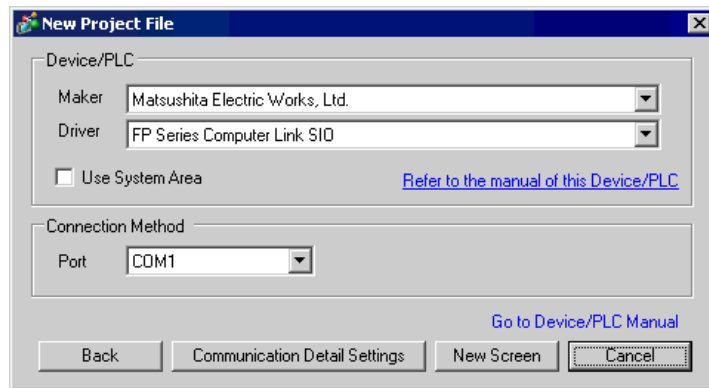 New Project File
Device/PLC
Maker Matsushita Electric Works, Ltd.
Driver FP Series Computer Link SIO
Use System Area Refer to the manual of this Device/PLC
Connection Method
Port COM1
Go to Device/PLC Manual
Back Communication Detail Settings New Screen Cancel